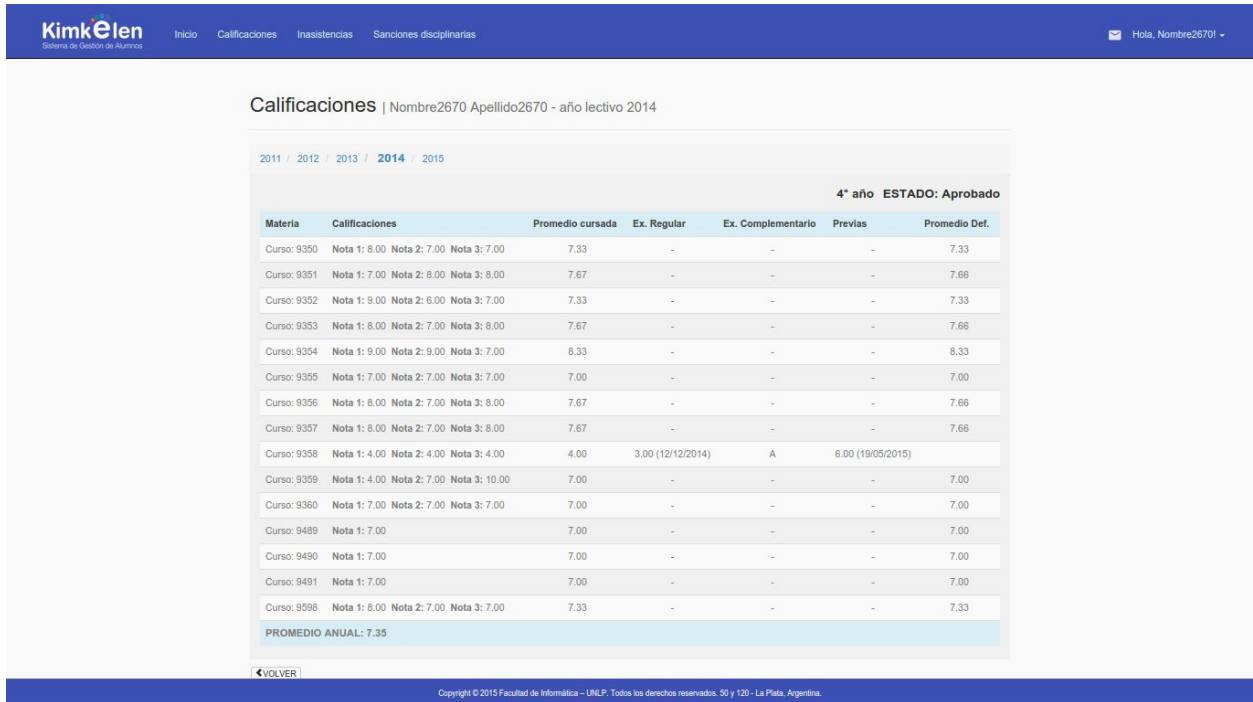 Kimkelen
Sistema de Gestión de Alumnos
Inicio Calificaciones Inasistencias Sanciones disciplinarias Hola, Nombre2670!
Calificaciones | Nombre2670 Apellido2670 - año lectivo 2014
2011 / 2012 / 2013 / 2014 / 2015
4° año ESTADO: Aprobado
Materia Calificaciones Promedio cursada Ex. Regular Ex. Complementario Previas Promedio Def.
Curso: 9350 Nota 1: 8.00 Nota 2: 7.00 Nota 3: 7.00 7.33 - - - 7.33
Curso: 9351 Nota 1: 7.00 Nota 2: 8.00 Nota 3: 8.00 7.67 - - - 7.66
Curso: 9352 Nota 1: 9.00 Nota 2: 6.00 Nota 3: 7.00 7.33 - - - 7.33
Curso: 9353 Nota 1: 8.00 Nota 2: 7.00 Nota 3: 8.00 7.67 - - - 7.66
Curso: 9354 Nota 1: 9.00 Nota 2: 9.00 Nota 3: 7.00 8.33 - - - 8.33
Curso: 9355 Nota 1: 7.00 Nota 2: 7.00 Nota 3: 7.00 7.00 - - - 7.00
Curso: 9356 Nota 1: 8.00 Nota 2: 7.00 Nota 3: 8.00 7.67 - - - 7.66
Curso: 9357 Nota 1: 8.00 Nota 2: 7.00 Nota 3: 8.00 7.67 - - - 7.66
Curso: 9358 Nota 1: 4.00 Nota 2: 4.00 Nota 3: 4.00 4.00 3.00 (12/12/2014) A 6.00 (19/05/2015)
Curso: 9359 Nota 1: 4.00 Nota 2: 7.00 Nota 3: 10.00 7.00 - - - 7.00
Curso: 9360 Nota 1: 7.00 Nota 2: 7.00 Nota 3: 7.00 7.00 - - - 7.00
Curso: 9489 Nota 1: 7.00 7.00 - - - 7.00
Curso: 9490 Nota 1: 7.00 7.00 - - - 7.00
Curso: 9491 Nota 1: 7.00 7.00 - - - 7.00
Curso: 9598 Nota 1: 8.00 Nota 2: 7.00 Nota 3: 7.00 7.33 - - - 7.33
PROMEDIO ANUAL: 7.35
VOLVER
Copyright © 2015 Facultad de Informática – UNLP. Todos los derechos reservados. 50 y 120 - La Plata, Argentina.